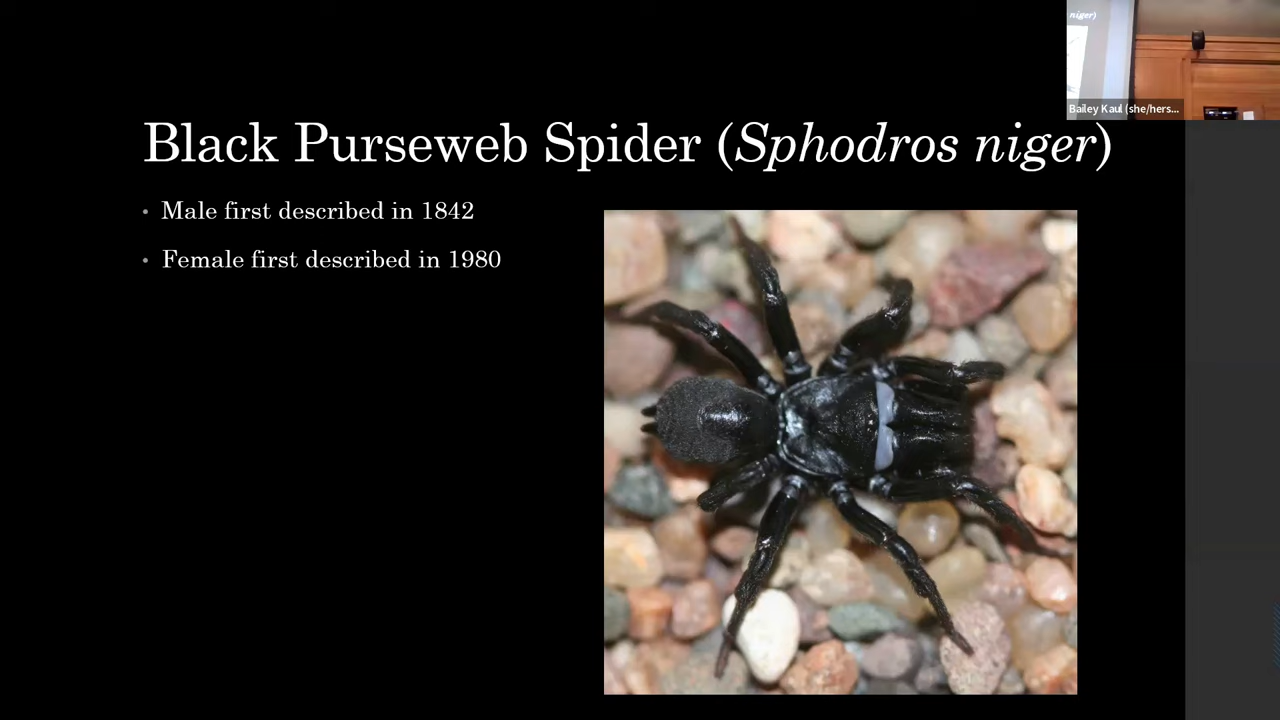 niger)
Bailey Kaul (she/hers...
Black Purseweb Spider (Sphodros niger)
• Male first described in 1842
• Female first described in 1980